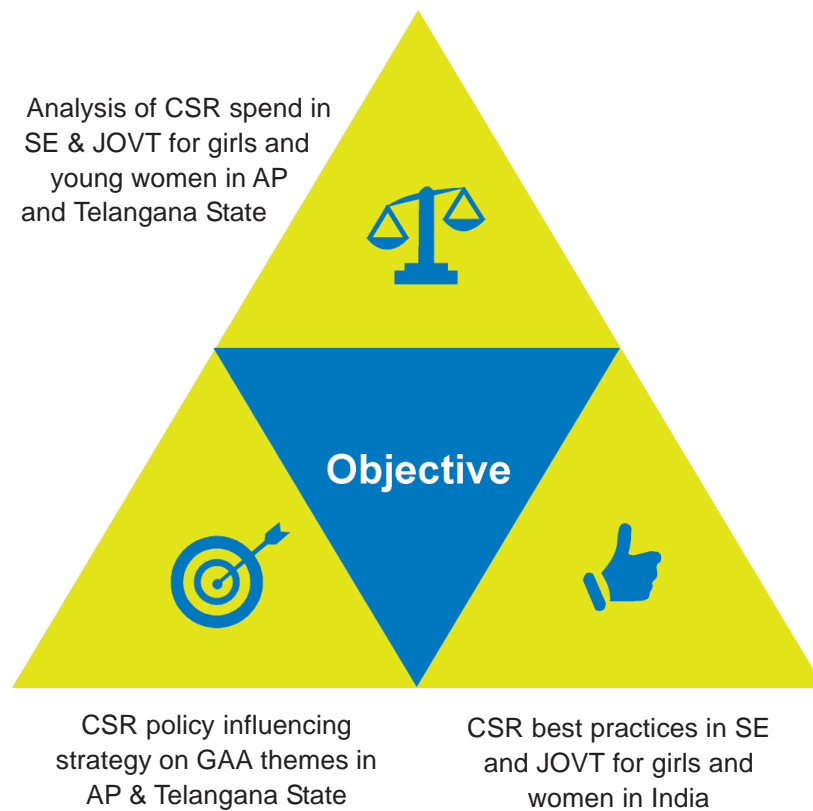 Analysis of CSR spend in
SE & JOVT for girls and
young women in AP
and Telangana State
Objective
CSR policy influencing
strategy on GAA themes in
AP & Telangana State
CSR best practices in SE
and JOVT for girls and
women in India